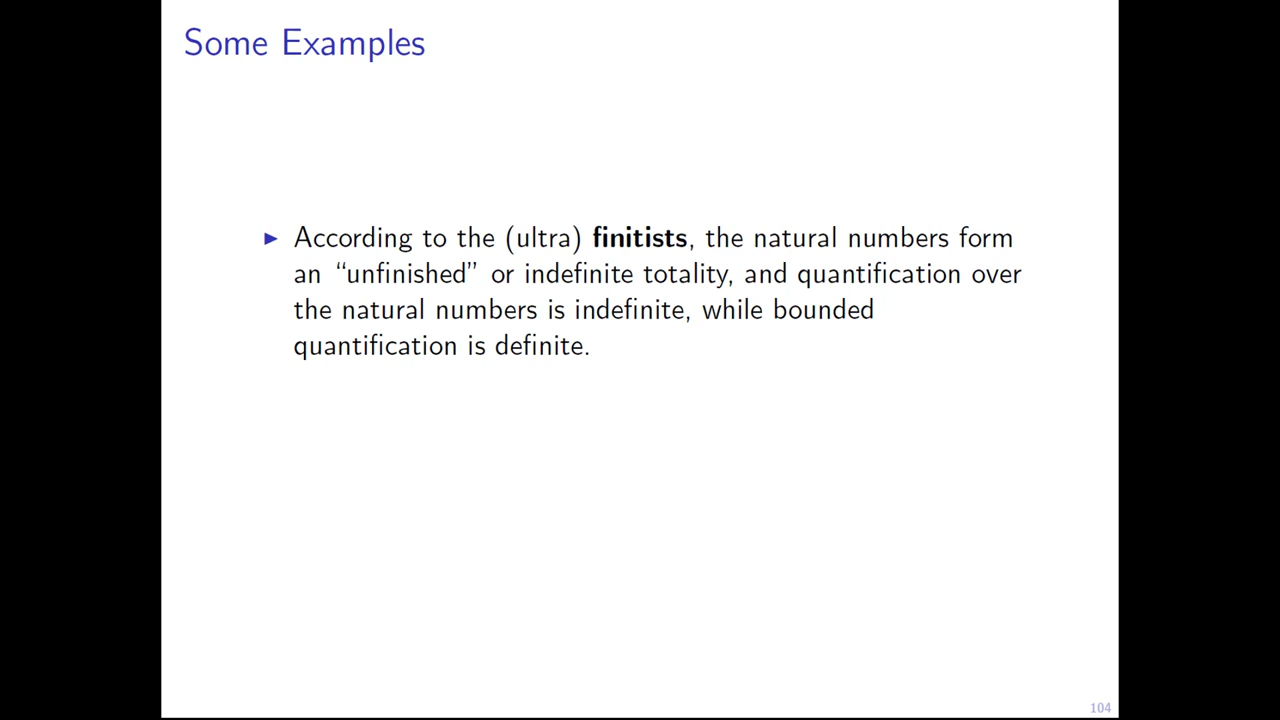 Some Examples
▶ According to the (ultra) finitists, the natural numbers form
an “unfinished” or indefinite totality, and quantification over
the natural numbers is indefinite, while bounded
quantification is definite.
104